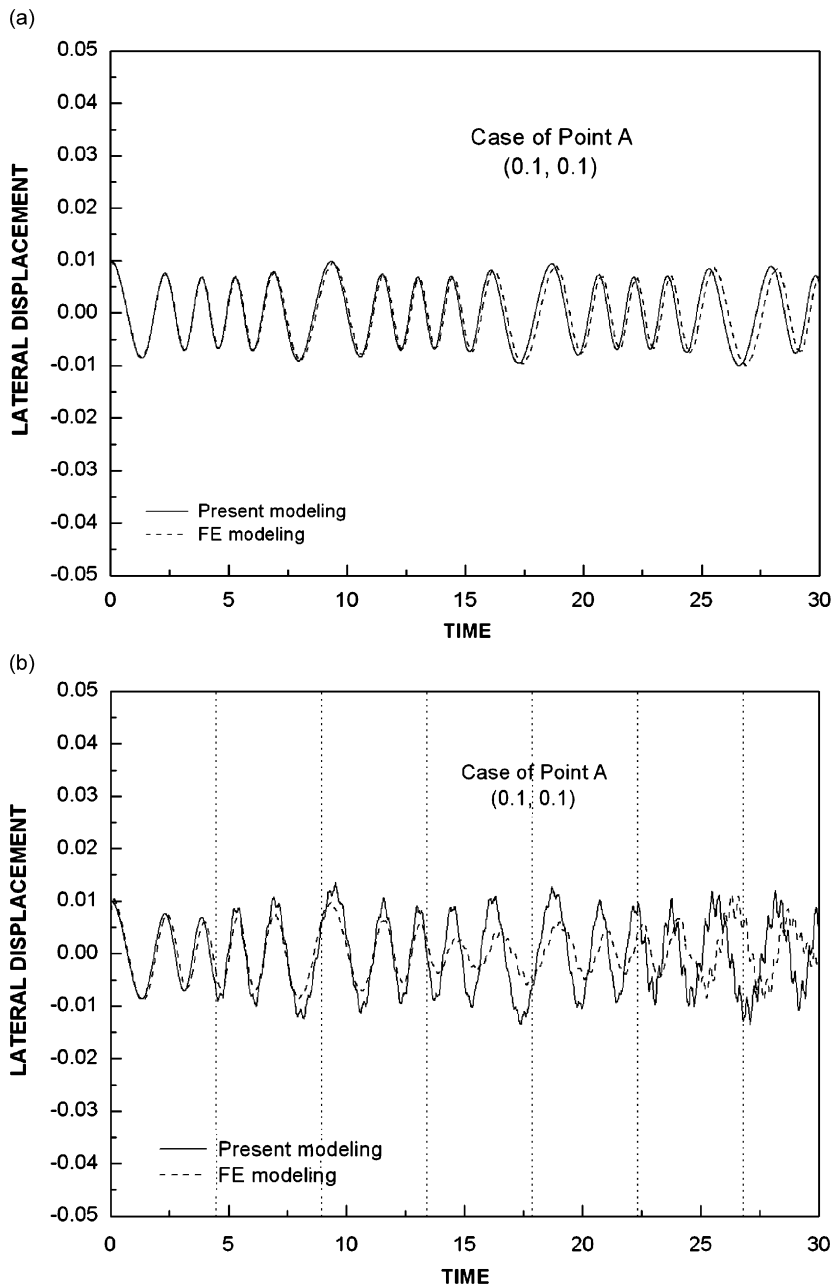 (a)
0.05
0.04
0.03
0.02
0.01
0.00
-0.01
-0.02
-0.03
-0.04
-0.05
LATERAL DISPLACEMENT
Case of Point A
(0.1, 0.1)
Present modeling
FE modeling
0 5 10 15 20 25 30
TIME
(b)
0.05
0.04
0.03
0.02
0.01
0.00
-0.01
-0.02
-0.03
-0.04
-0.05
LATERAL DISPLACEMENT
Case of Point A
(0.1, 0.1)
Present modeling
FE modeling
0 5 10 15 20 25 30
TIME